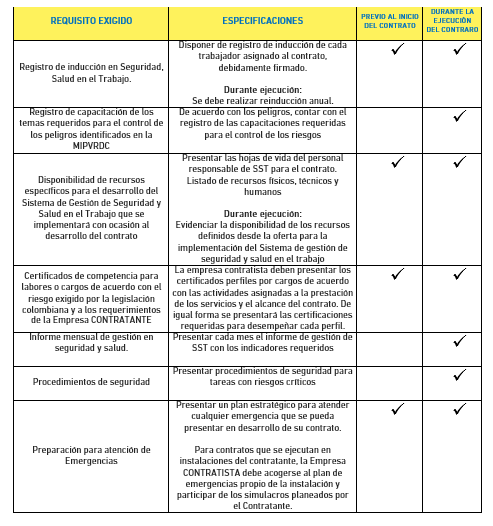 REQUISITO EXIGIDO
ESPECIFICACIONES
PREVIO AL INICIO
DEL CONTRATO
DURANTE LA
EJECUCIÓN
DEL CONTRARO
Registro de inducción en Seguridad,
Salud en el Trabajo.
Disponer de registro de inducción de cada
trabajador asignado al contrato,
debidamente firmado.
Durante ejecución:
Se debe realizar reinducción anual.
✓
✓
Registro de capacitación de los
temas requeridos para el control de
los peligros identificados en la
MIPVRDC
De acuerdo con los peligros, contar con el
registro de las capacitaciones requeridas
para el control de los riesgos
✓
Disponibilidad de recursos
específicos para el desarrollo del
Sistema de Gestión de Seguridad y
Salud en el Trabajo que se
implementará con ocasión al
desarrollo del contrato
Presentar las hojas de vida del personal
responsable de SST para el contrato.
Listado de recursos físicos, técnicos y
humanos
Durante ejecución:
Evidenciar la disponibilidad de los recursos
definidos desde la oferta para la
implementación del Sistema de gestión de
seguridad y salud en el trabajo
✓
✓
Certificados de competencia para
labores o cargos de acuerdo con el
riesgo exigido por la legislación
colombiana y a los requerimientos
de la Empresa CONTRATANTE
La empresa contratista deben presentar los
certificados perfiles por cargos de acuerdo
con las actividades asignadas a la prestación
de los servicios y el alcance del contrato. De
igual forma se presentará las certificaciones
requeridas para desempeñar cada perfil.
✓
✓
Informe mensual de gestión en
seguridad y salud.
Presentar cada mes el informe de gestión de
SST con los indicadores requeridos
✓
Procedimientos de seguridad
Presentar procedimientos de seguridad para
tareas con riesgos críticos
✓
Preparación para atención de
Emergencias
Presentar un plan estratégico para atender
cualquier emergencia que se pueda
presentar en desarrollo de su contrato.
Para contratos que se ejecutan en
instalaciones del contratante, la Empresa
CONTRATISTA debe acogerse al plan de
emergencias propio de la instalación y
participar de los simulacros planeados por
el Contratante.
✓
✓